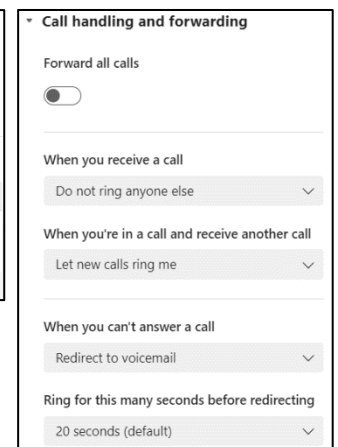 Call handling and forwarding
Forward all calls
When you receive a call
Do not ring anyone else
When you're in a call and receive another call
Let new calls ring me
When you can't answer a call
Redirect to voicemail
Ring for this many seconds before redirecting
20 seconds (default)